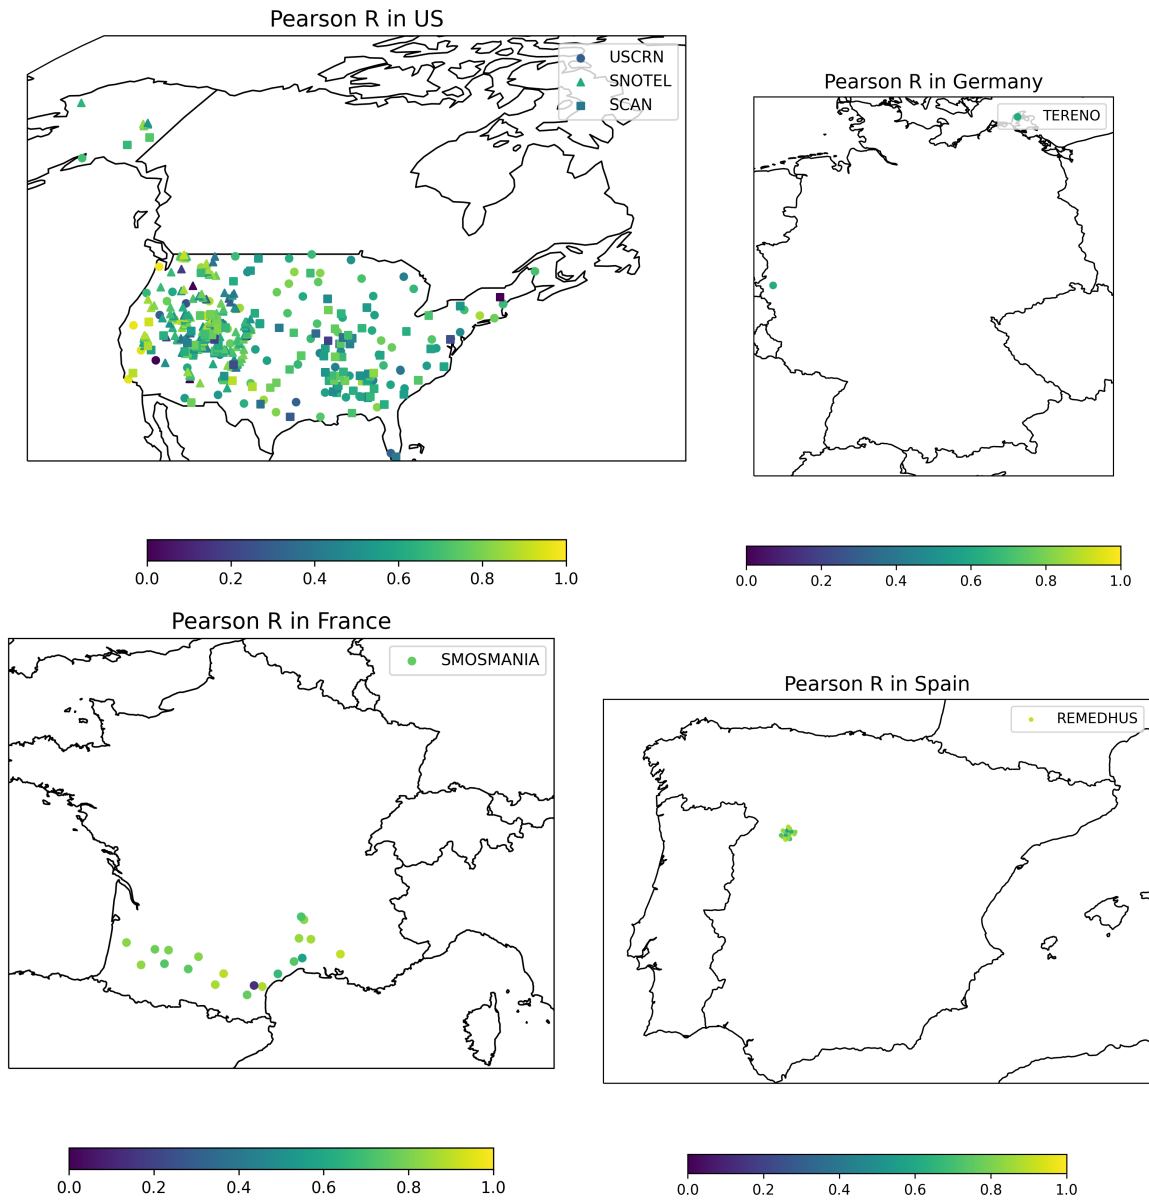 Pearson R in US
USCRN
SNOTEL
SCAN
0.0 0.2 0.4 0.6 0.8 1.0
Pearson R in Germany
TERENO
0.0 0.2 0.4 0.6 0.8 1.0
Pearson R in France
SMOSMANIA
0.0 0.2 0.4 0.6 0.8 1.0
Pearson R in Spain
REMEDHUS
0.0 0.2 0.4 0.6 0.8 1.0